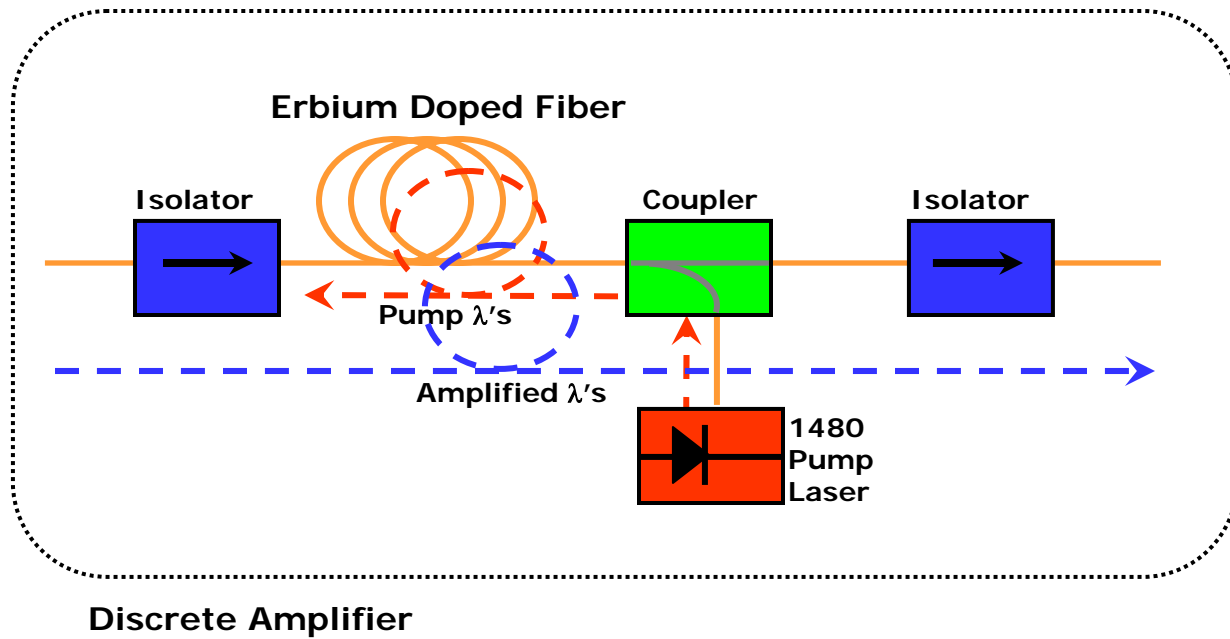 Erbium Doped Fiber
Isolator
Coupler
Isolator
Pump λ's
Amplified λ's
1480
Pump
Laser
Discrete Amplifier